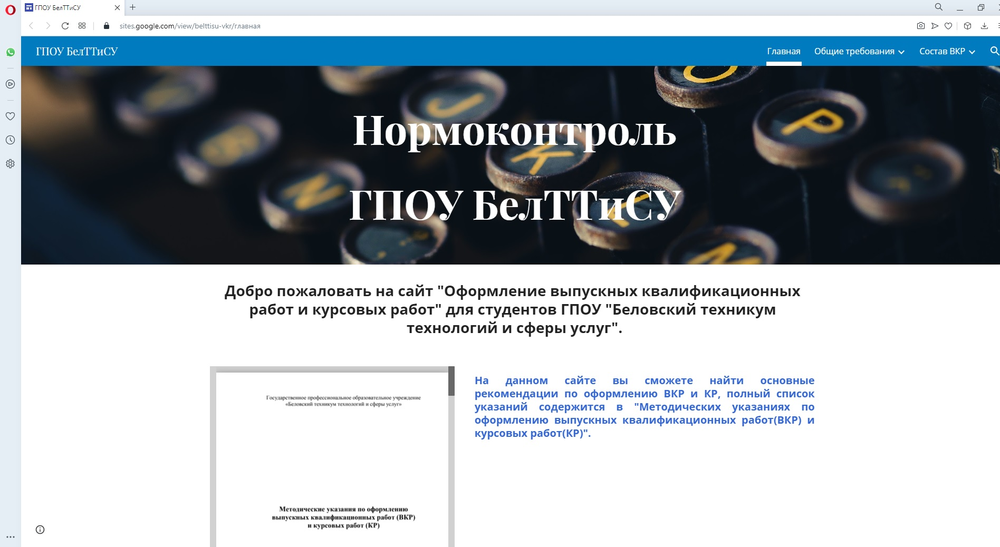 ГПОУ БелТТиСУ
sites.google.com/view/belttisu-vkr/главная
ГПОУ БелТТиСУ
Главная
Общие требования
Состав ВКР
J
P
K
N
L
M
Нормоконтроль
ГПОУ БелТТиСУ
Добро пожаловать на сайт "Оформление выпускных квалификационных
работ и курсовых работ" для студентов ГПОУ "Беловский техникум
технологий и сферы услуг".
Государственное профессиональное образовательное учреждение
«Беловский техникум технологий и сферы услуг»
Методические указания по оформлению
выпускных квалификационных работ (ВКР)
и курсовых работ (КР)
На данном сайте вы сможете найти основные
рекомендации по оформлению ВКР и КР, полный список
указаний содержится в "Методических указаниях по
оформлению выпускных квалификационных работ(ВКР) и
курсовых работ(КР)".